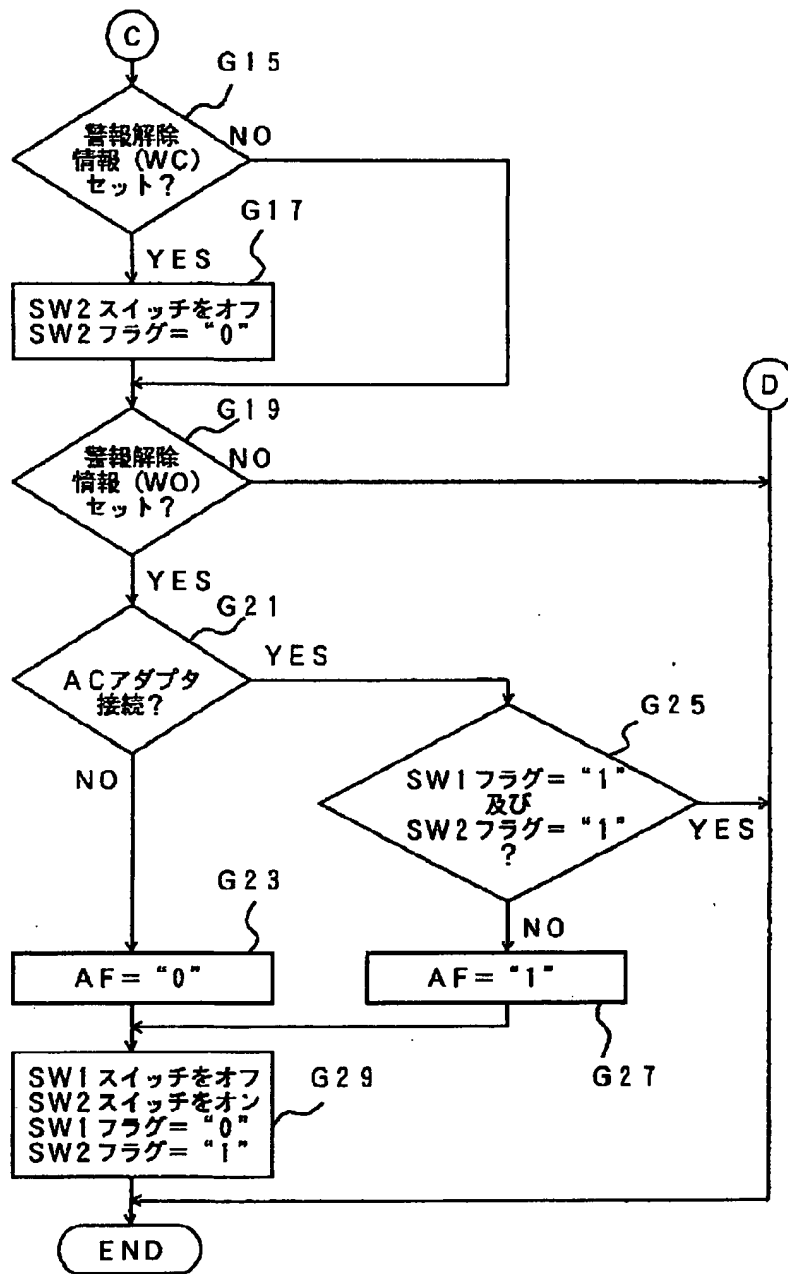 C
G15
警報解除
情報(WC)
セット?
NO
G17
YES
SW2スイッチをオフ
SW2フラグ="0"
D
G19
警報解除
情報(WO)
セット?
NO
YES
G21
ACアダプタ
接続?
YES
G25
NO
SW1フラグ="1"
及び
SW2フラグ="1"
?
YES
G23
NO
AF="0"
AF="1"
SW1スイッチをオフ
SW2スイッチをオン
SW1フラグ="0"
SW2フラグ="1"
G29
G27
END